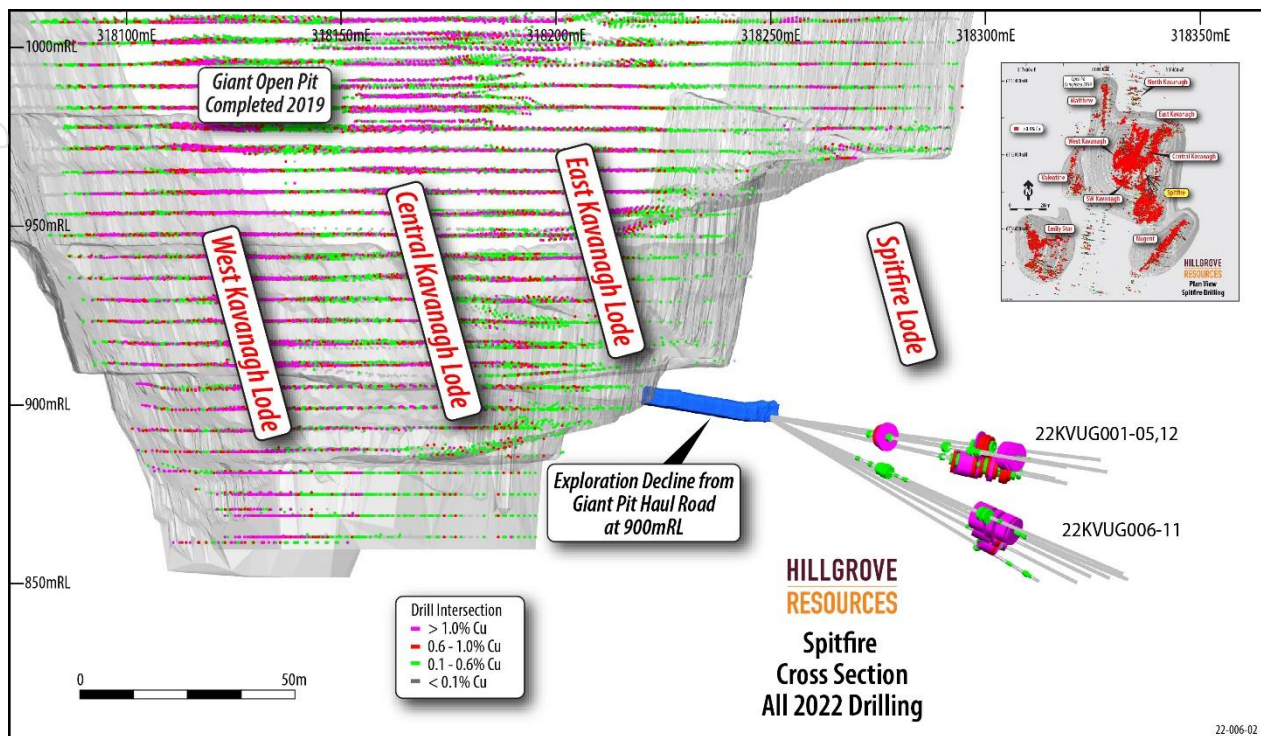 318100mE
318150mE
318200mE
318250mE
318300mE
318350mE
1000mRL
950mRL
900mRL
850mRL
Giant Open Pit
Completed 2019
West Kavanagh Lode
Central Kavanagh Lode
East Kavanagh Lode
Spitfire Lode
Exploration Decline from
Giant Pit Haul Road
at 900mRL
22KVUG001-05,12
22KVUG006-11
Drill Intersection
> 1.0% Cu
0.6 - 1.0% Cu
0.1 - 0.6% Cu
< 0.1% Cu
0
50m
HILLGROVE
RESOURCES
Spitfire
Cross Section
All 2022 Drilling
North Kavanagh
Matthew
East Kavanagh
West Kavanagh
Central Kavanagh
Valentine
Spitfire
SW Kavanagh
N
Emily Star
Nugent
HILLGROVE
RESOURCES
Plan View
Spitfire Drilling
22-006-02